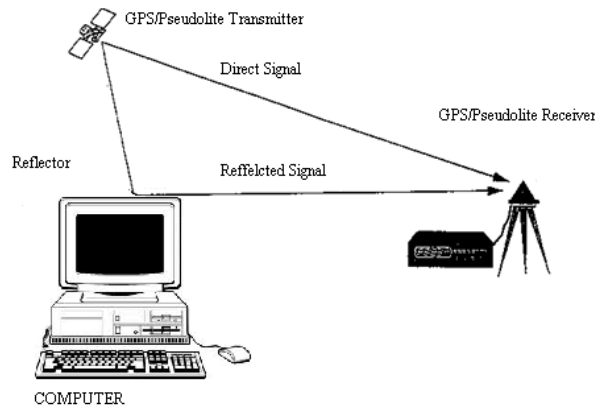 GPS/Pseudolite Transmitter
Direct Signal
GPS/Pseudolite Receiver
Reflector
Reffelcted Signal
COMPUTER